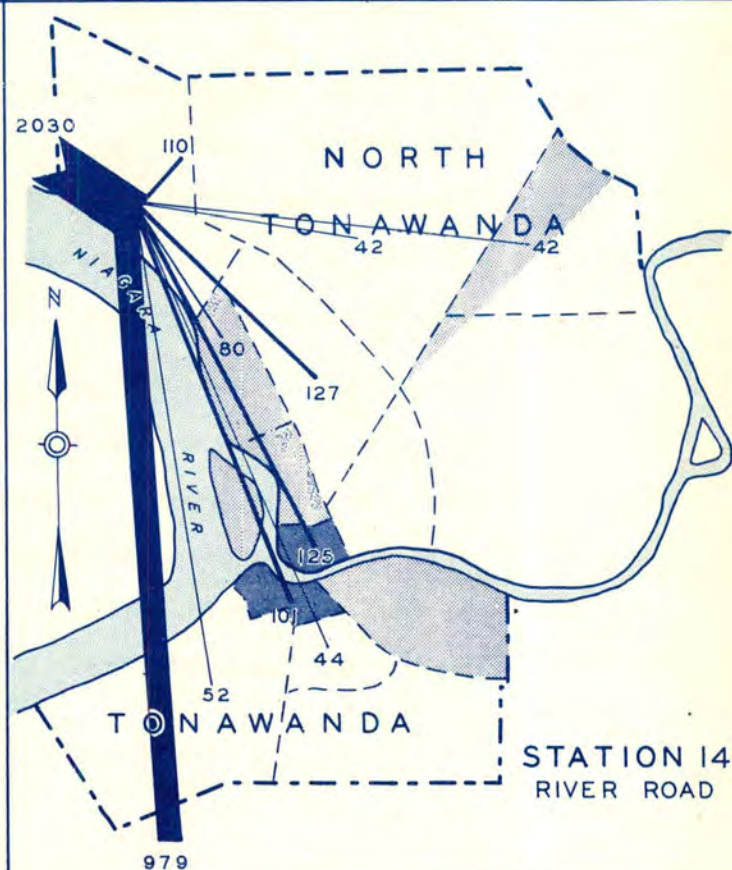 2030
110
NORTH
TONAWANDA
42
42
NIAGARA
RIVER
N
80
127
125
101
44
52
TONAWANDA
STATION 14
RIVER ROAD
979